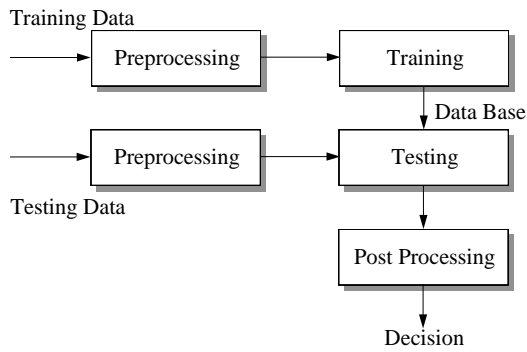 Training Data
Preprocessing
Training
Data Base
Preprocessing
Testing
Testing Data
Post Processing
Decision